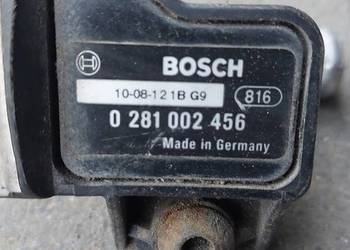 BOSCH
10-08-12 1B G9
816
0 281 002 456
Made in Germany